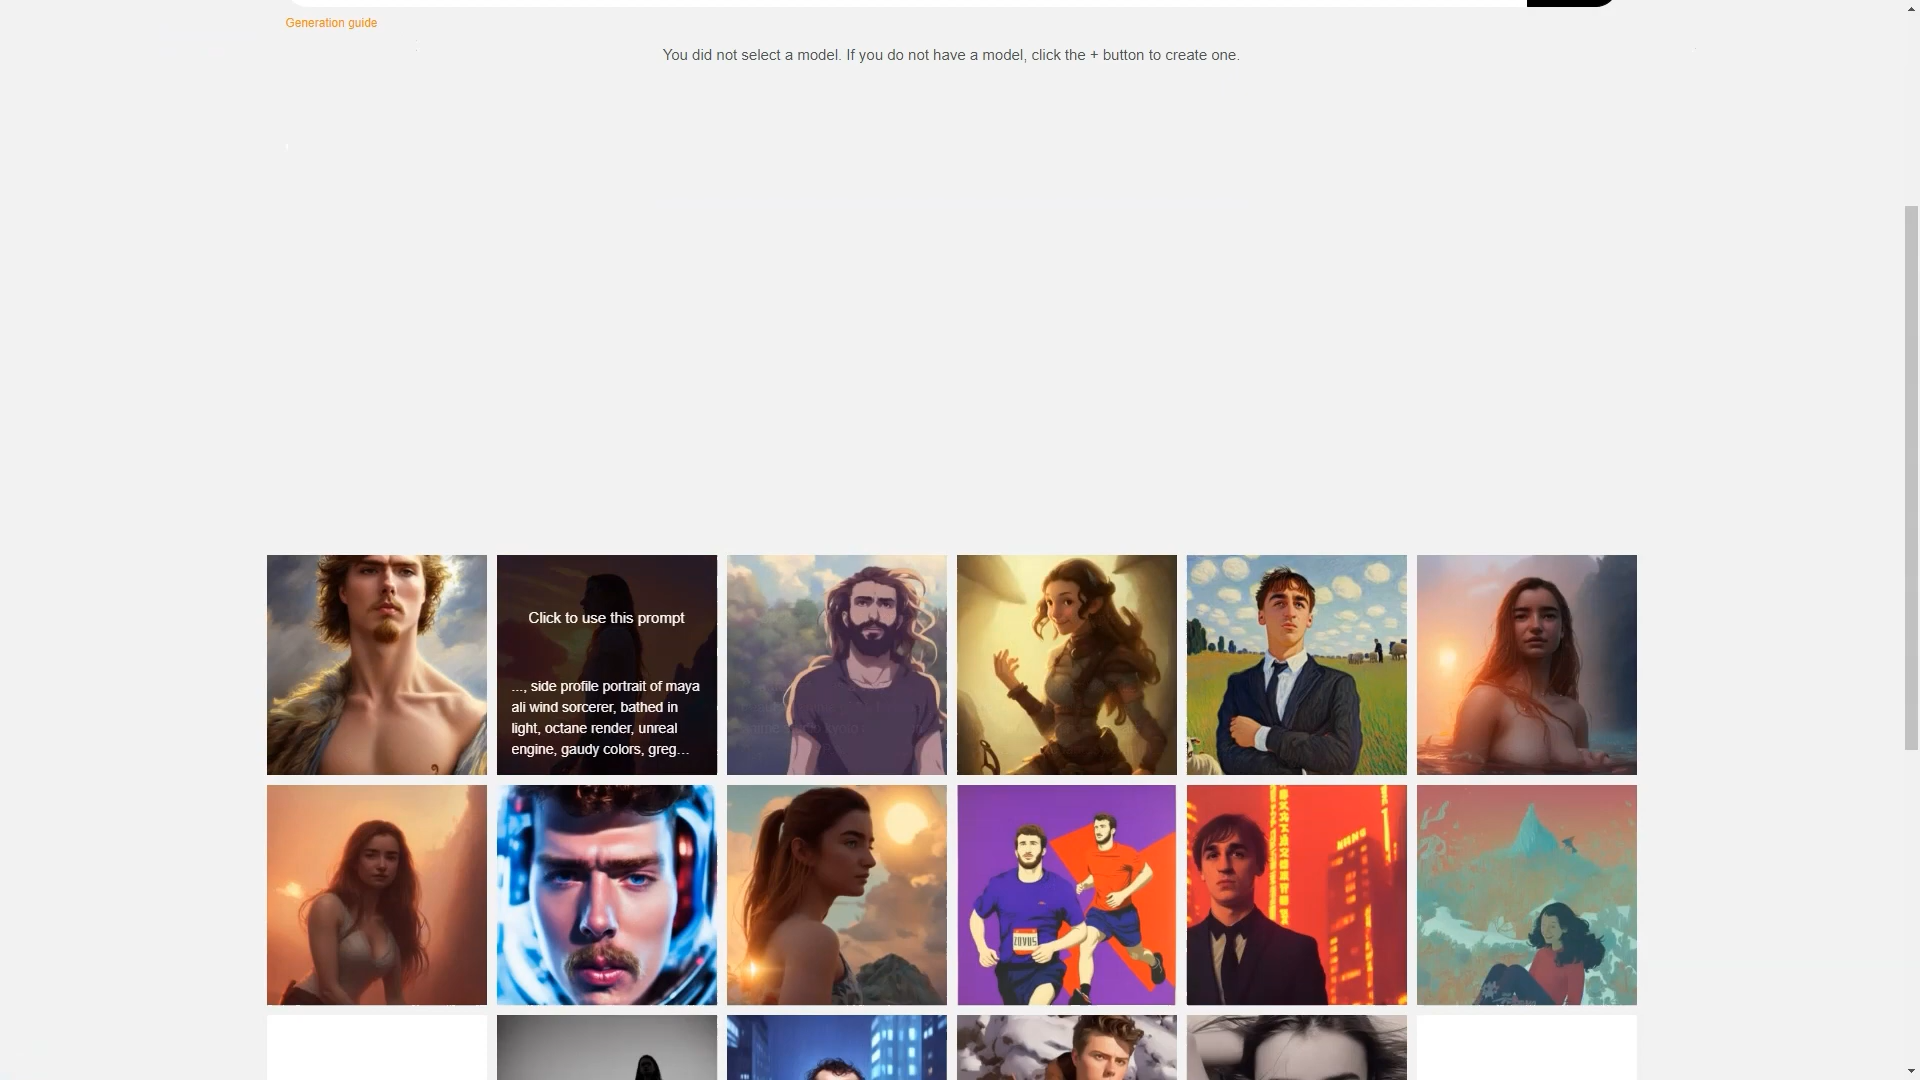 Generation guide
You did not select a model. If you do not have a model, click the + button to create one.
Click to use this prompt
..., side profile portrait of maya
ali wind sorcerer, bathed in
light, octane render, unreal
engine, gaudy colors, greg...